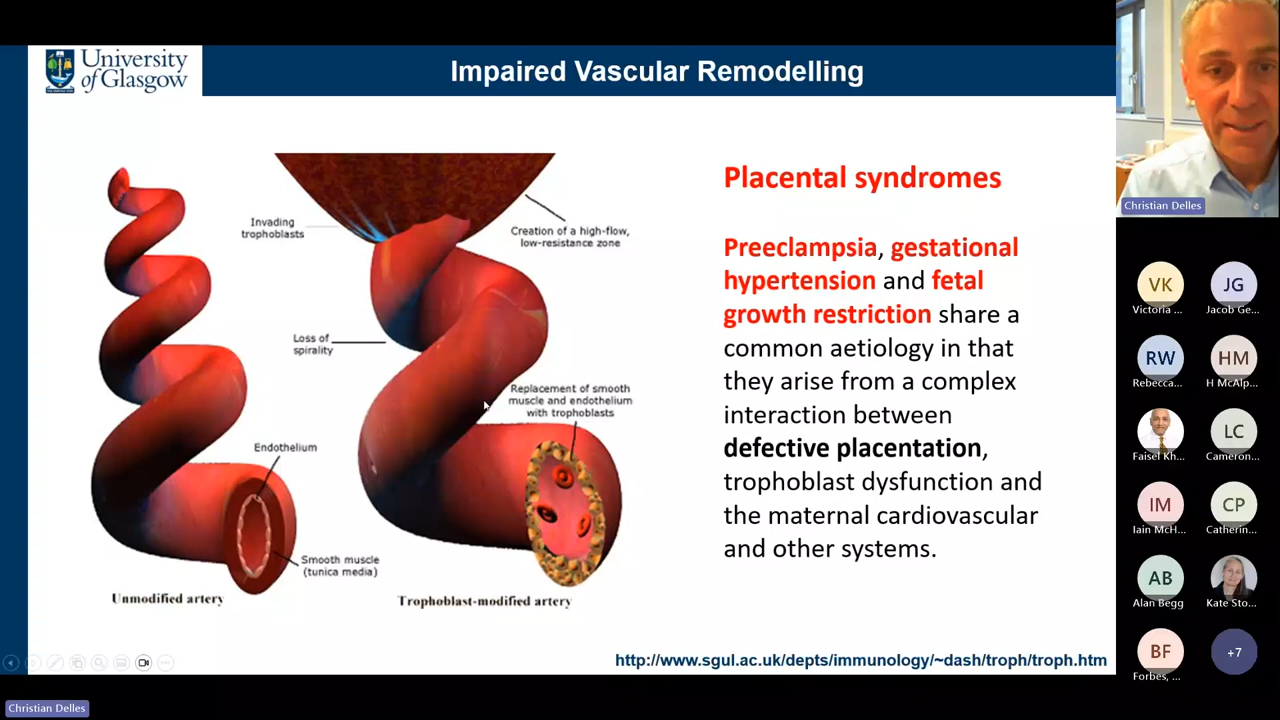 University
of Glasgow
Impaired Vascular Remodelling
Invading
trophoblasts
Creation of a high-flow,
low-resistance zone
Loss of
spirality
Replacement of smooth
muscle and endothelium
with trophoblasts
Endothelium
Smooth muscle
(tunica media)
Unmodified artery
Trophoblast-modified artery
Placental syndromes
Preeclampsia, gestational
hypertension and fetal
growth restriction share a
common aetiology in that
they arise from a complex
interaction between
defective placentation,
trophoblast dysfunction and
the maternal cardiovascular
and other systems.
http://www.sgul.ac.uk/depts/immunology/~dash/troph/troph.htm
Christian Delles
VK
Victoria ...
JG
Jacob Ge...
RW
Rebecca...
HM
H McAlp...
Faisel Kh...
LC
Cameron...
IM
Iain McH...
CP
Catherin...
AB
Alan Begg
Kate Sto...
BF
Forbes, ...
+7
Christian Delles